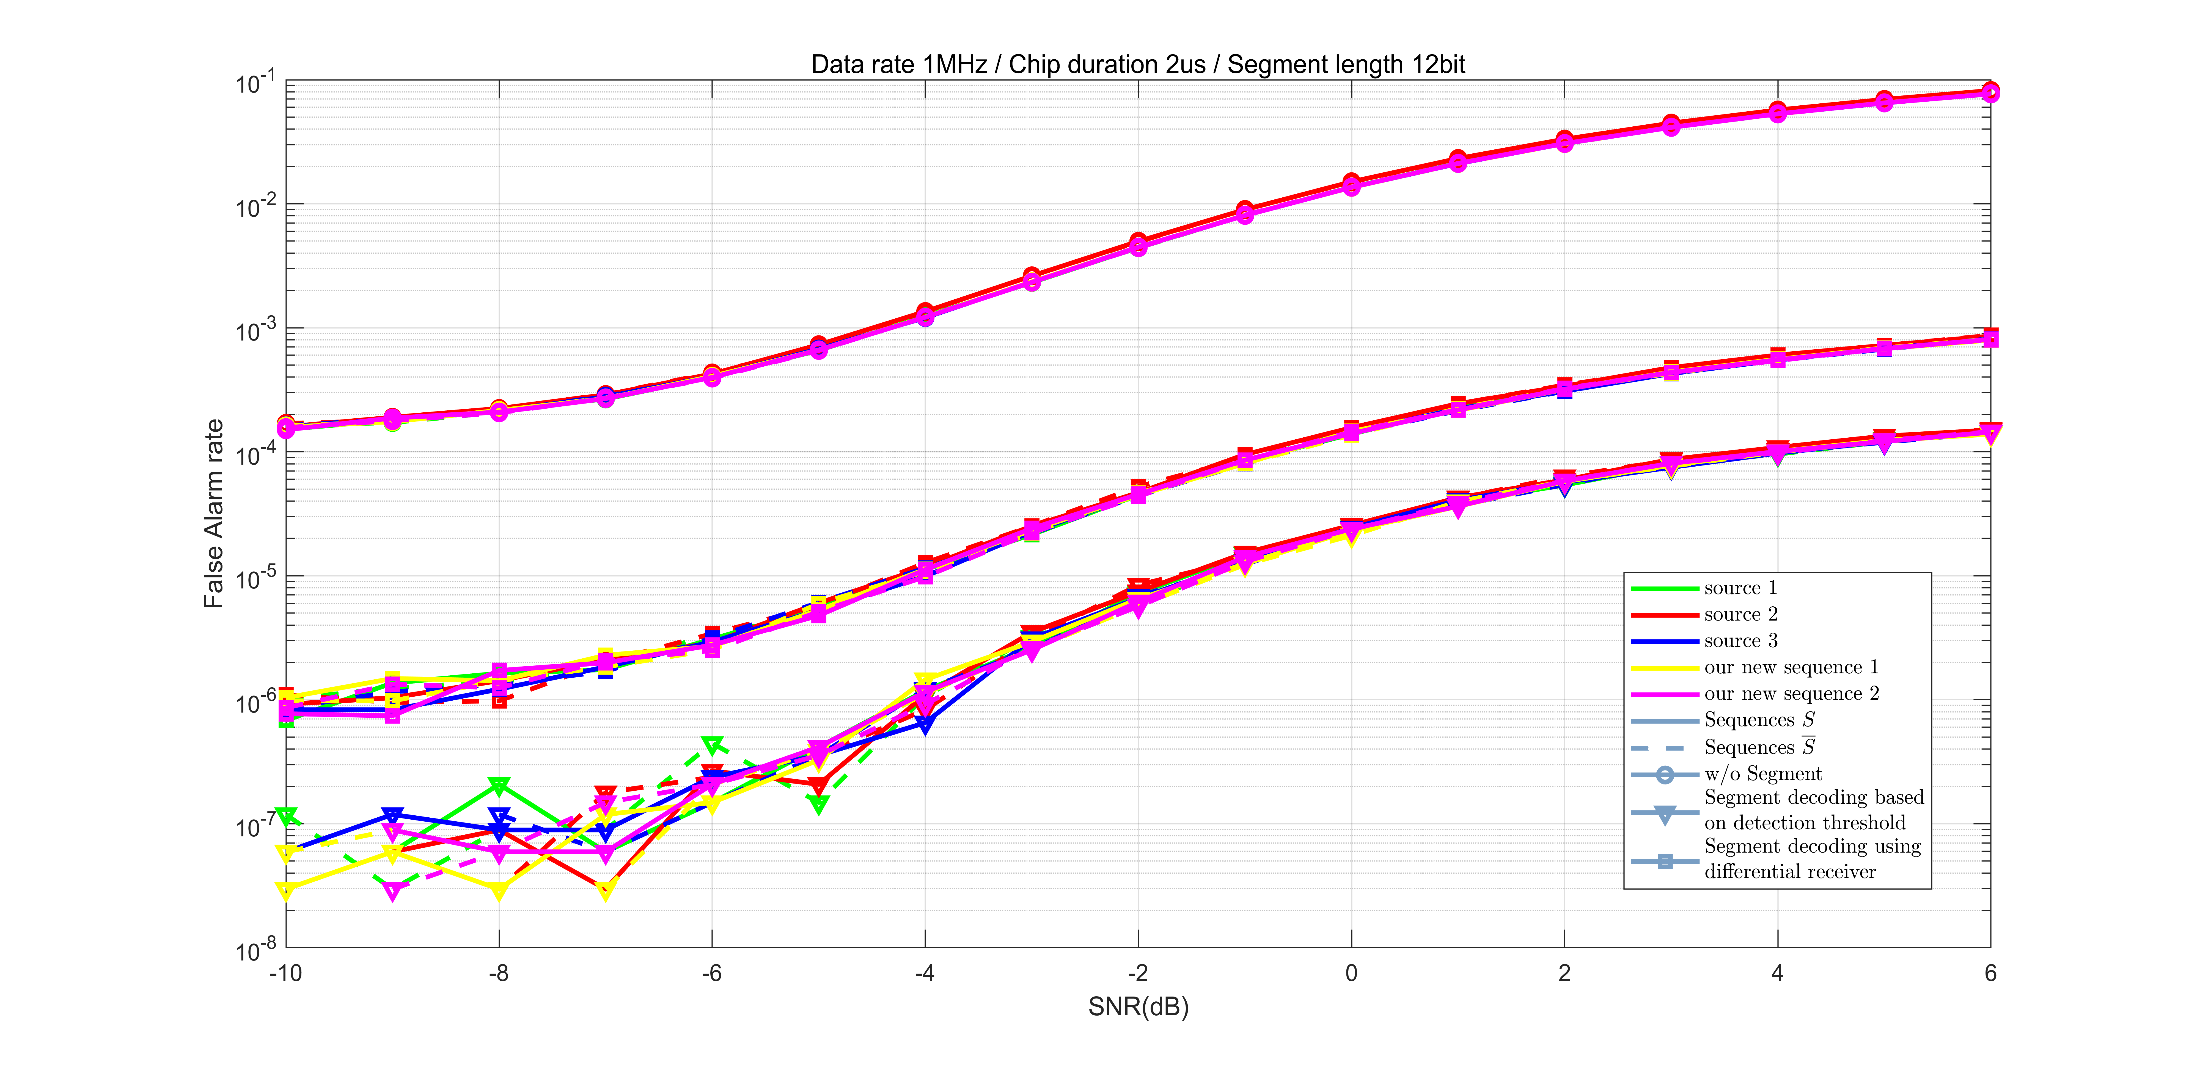 Data rate 1MHz / Chip duration 2us / Segment length 12bit
10^-1
10^-2
10^-3
10^-4
10^-5
10^-6
10^-7
10^-8
False Alarm rate
source 1
source 2
source 3
our new sequence 1
our new sequence 2
Sequences S
Sequences S̅
w/o Segment
Segment decoding based
on detection threshold
Segment decoding using
differential receiver
-10 -8 -6 -4 -2 0 2 4 6
SNR(dB)